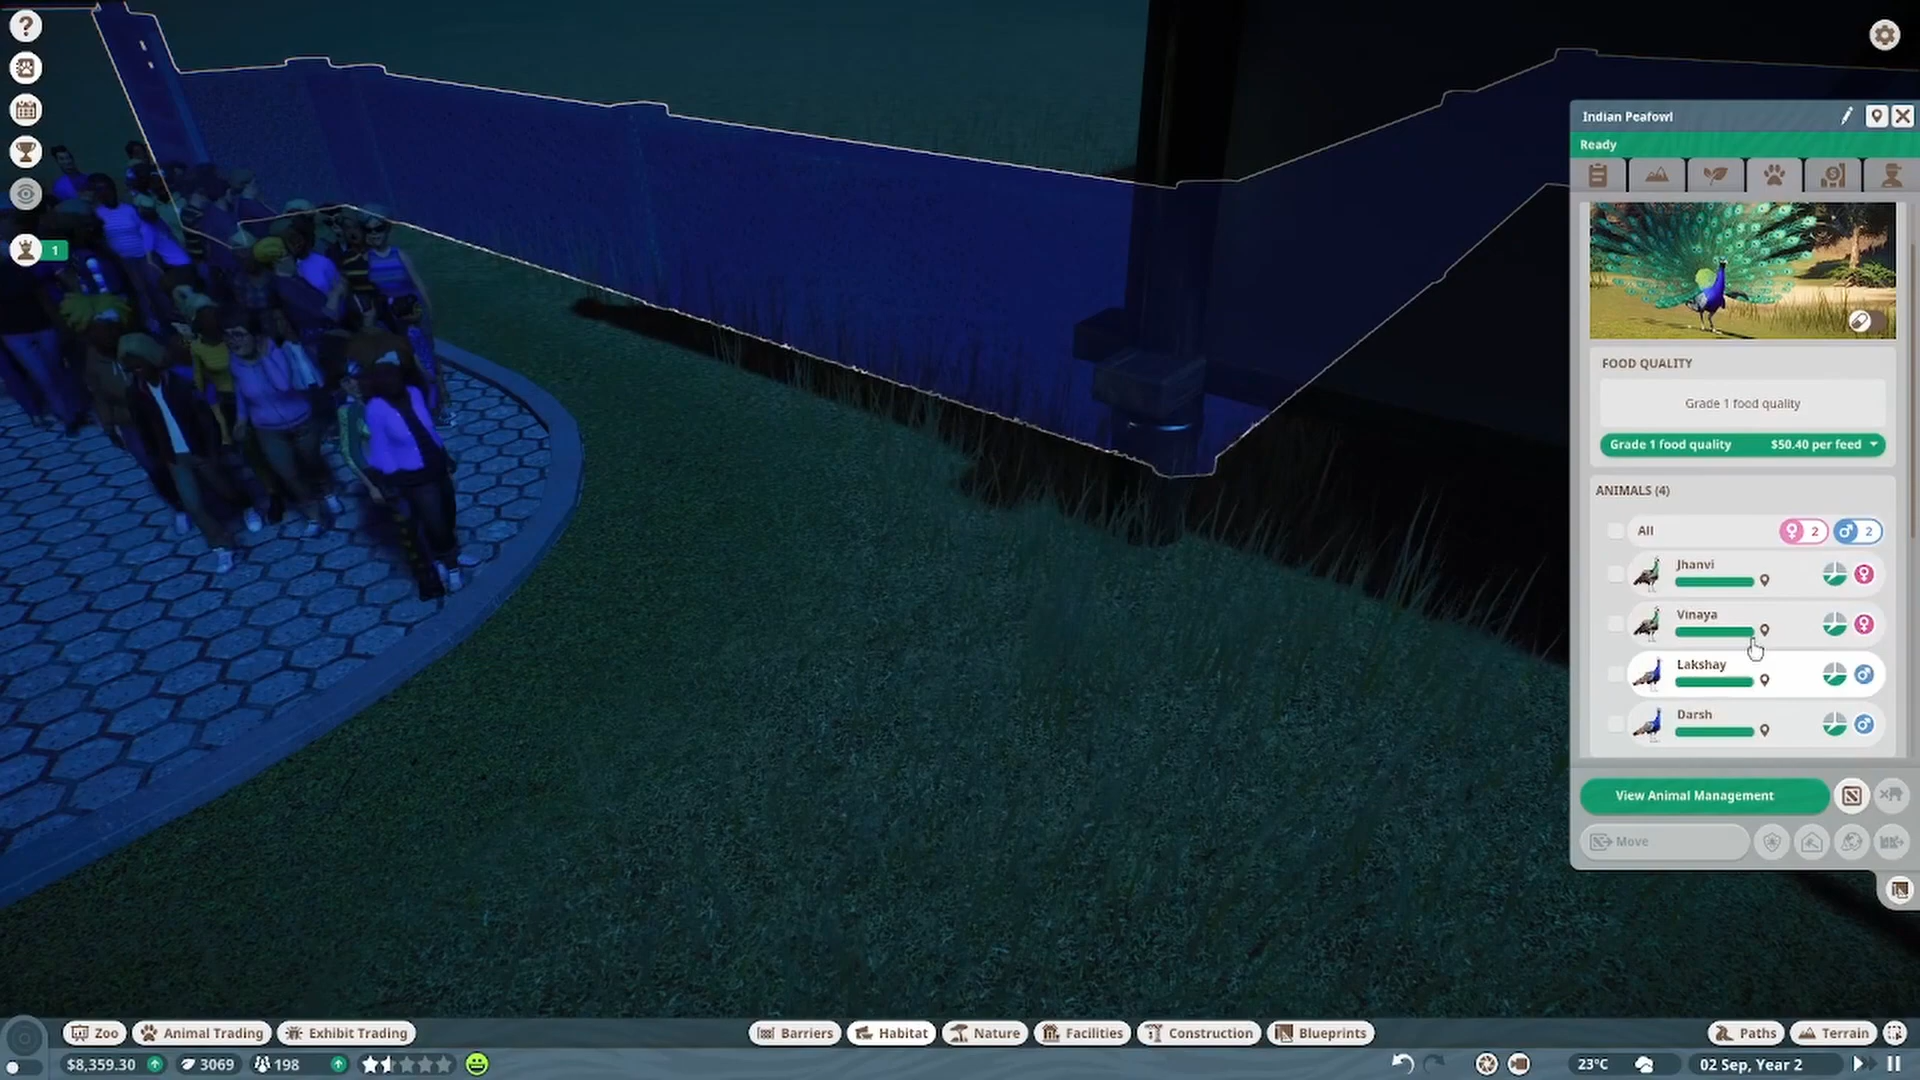 ?
1
Indian Peafowl
Ready
FOOD QUALITY
Grade 1 food quality
Grade 1 food quality $50.40 per feed
ANIMALS (4)
All 2 2
Jhanvi
Vinaya
Lakshay
Darsh
View Animal Management
Move
Zoo Animal Trading Exhibit Trading Barriers Habitat Nature Facilities Construction Blueprints Paths Terrain
$8,359.30 3069 198 23°C 02 Sep, Year 2